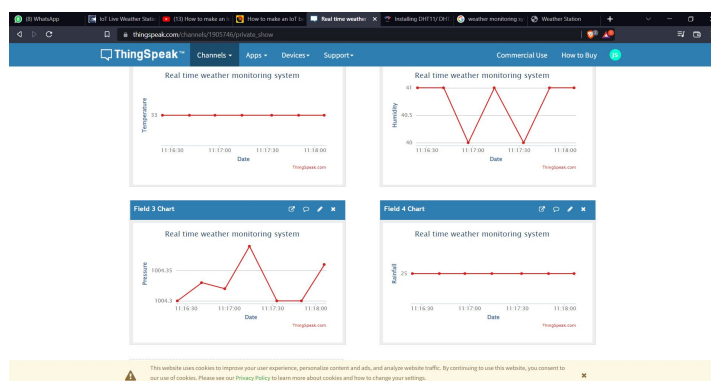 (8) WhatsApp
IoT Live Weather Static
(13) How to make an I
How to make an IoT b
Real time weather
Installing DHT11/ DHT
weather monitoring sy
Weather Station
thingspeak.com/channels/1905746/private_show
ThingSpeak™
Channels
Apps
Devices
Support
Commercial Use
How to Buy
Real time weather monitoring system
Temperature
33
11:16:30 11:17:00 11:17:30 11:18:00
Date
ThingSpeak.com
Real time weather monitoring system
Humidity
41
40.5
40
11:16:30 11:17:00 11:17:30 11:18:00
Date
ThingSpeak.com
Field 3 Chart
Real time weather monitoring system
Pressure
1004.35
1004.3
11:16:30 11:17:00 11:17:30 11:18:00
Date
ThingSpeak.com
Field 4 Chart
Real time weather monitoring system
Rainfall
25
11:16:30 11:17:00 11:17:30 11:18:00
Date
ThingSpeak.com
This website uses cookies to improve your user experience, personalize content and ads, and analyze website traffic. By continuing to use this website, you consent to
our use of cookies. Please see our Privacy Policy to learn more about cookies and how to change your settings.